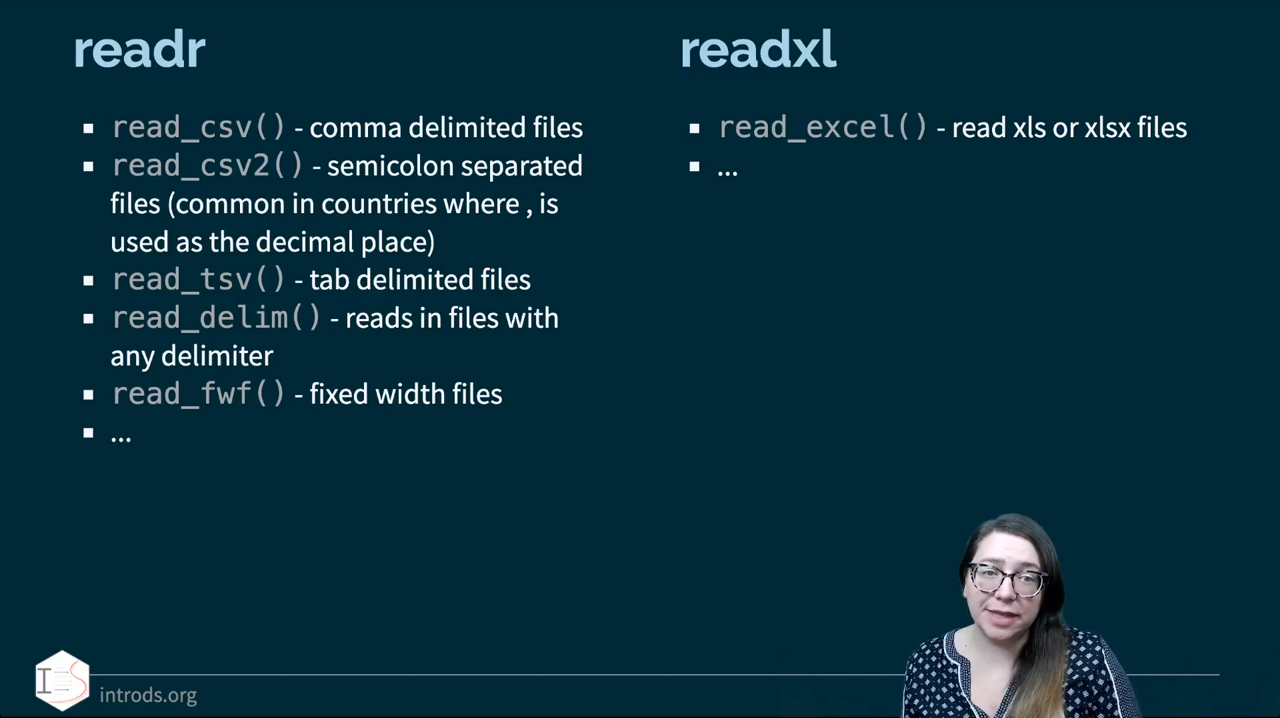 readr
▪ read_csv() - comma delimited files
▪ read_csv2() - semicolon separated
files (common in countries where , is
used as the decimal place)
▪ read_tsv() - tab delimited files
▪ read_delim() - reads in files with
any delimiter
▪ read_fwf() - fixed width files
▪ ...
readxl
▪ read_excel() - read xls or xlsx files
▪ ...
IS
introds.org